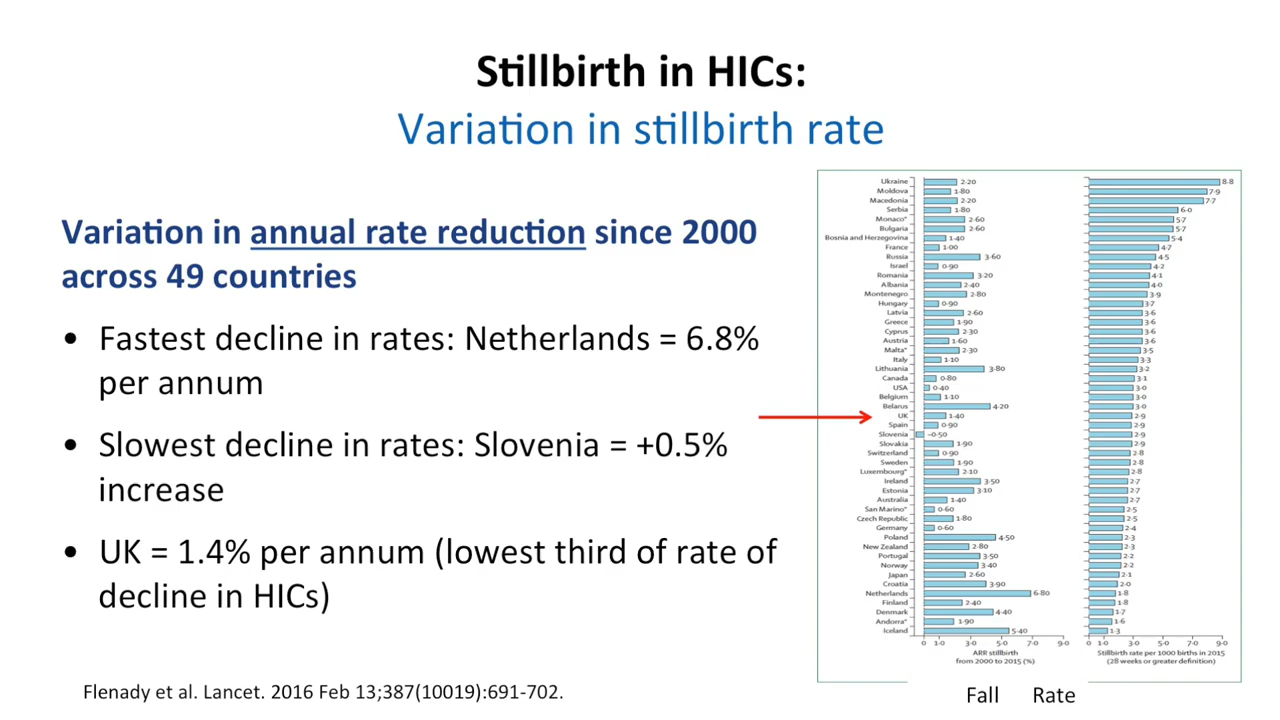 Stillbirth in HICs:
Variation in stillbirth rate
Variation in annual rate reduction since 2000
across 49 countries
• Fastest decline in rates: Netherlands = 6.8%
per annum
• Slowest decline in rates: Slovenia = +0.5%
increase
• UK = 1.4% per annum (lowest third of rate of
decline in HICs)
Flenady et al. Lancet. 2016 Feb 13;387(10019):691-702.
Ukraine 2·20 8·8
Moldova 1·80 7·9
Macedonia 2·20 7·7
Serbia 1·80 6·0
Monaco* 2·60 5·7
Bulgaria 2·60 5·7
Bosnia and Herzegovina 1·40 5·4
France 1·00 4·7
Russia 3·60 4·5
Israel 0·90 4·2
Romania 3·20 4·1
Albania 2·40 4·0
Montenegro 2·80 3·9
Hungary 0·90 3·7
Latvia 2·60 3·6
Greece 1·90 3·6
Cyprus 2·30 3·6
Austria 1·60 3·6
Malta* 2·30 3·5
Italy 1·10 3·3
Lithuania 3·80 3·2
Canada 0·80 3·1
USA 0·40 3·0
Belgium 1·10 3·0
Belarus 4·20 3·0
UK 1·40 2·9
Spain 0·90 2·9
Slovenia –0·50 2·9
Slovakia 1·90 2·9
Switzerland 0·90 2·8
Sweden 1·90 2·8
Luxembourg* 2·10 2·8
Ireland 3·50 2·7
Estonia 3·10 2·7
Australia 1·40 2·7
San Marino* 0·60 2·5
Czech Republic 1·80 2·5
Germany 0·60 2·4
Poland 4·50 2·3
New Zealand 2·80 2·3
Portugal 3·50 2·2
Norway 3·40 2·2
Japan 2·60 2·1
Croatia 3·90 2·0
Netherlands 6·80 1·8
Finland 2·40 1·8
Denmark 4·40 1·7
Andorra* 1·90 1·6
Iceland 5·40 1·3
0 1·0 3·0 5·0 7·0 9·0 0 1·0 3·0 5·0 7·0 9·0
ARR stillbirth
from 2000 to 2015 (%)
Stillbirth rate per 1000 births in 2015
(28 weeks or greater definition)
Fall Rate